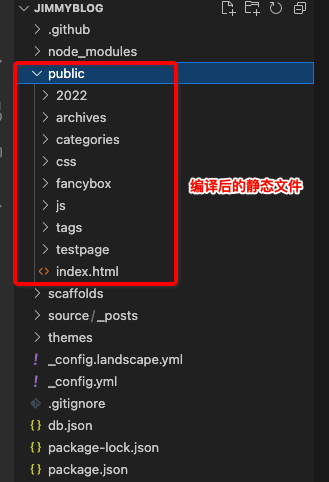 JIMMYBLOG
.github
node_modules
public
2022
archives
categories
css
fancybox
编译后的静态文件
js
tags
testpage
<> index.html
scaffolds
source/_posts
themes
! _config.landscape.yml
! _config.yml
.gitignore
{} db.json
{} package-lock.json
{} package.json